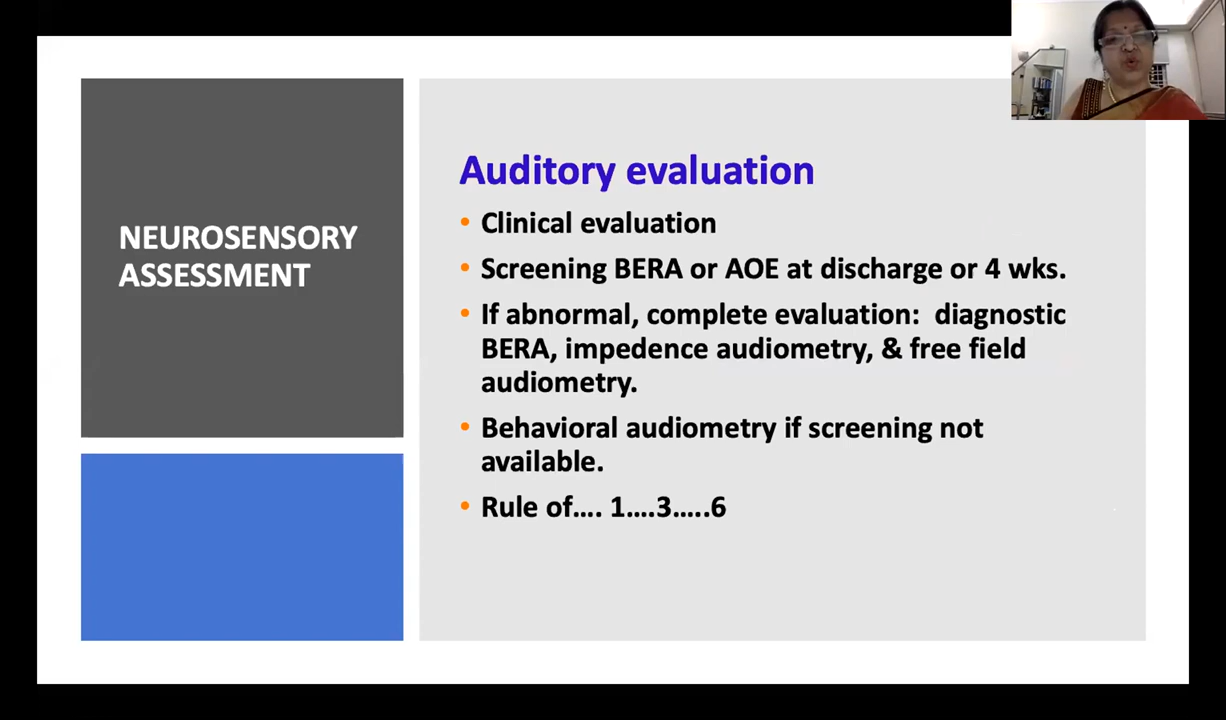 NEUROSENSORY
ASSESSMENT
Auditory evaluation
• Clinical evaluation
• Screening BERA or AOE at discharge or 4 wks.
• If abnormal, complete evaluation:  diagnostic
BERA, impedence audiometry, & free field
audiometry.
• Behavioral audiometry if screening not
available.
• Rule of.... 1....3.....6